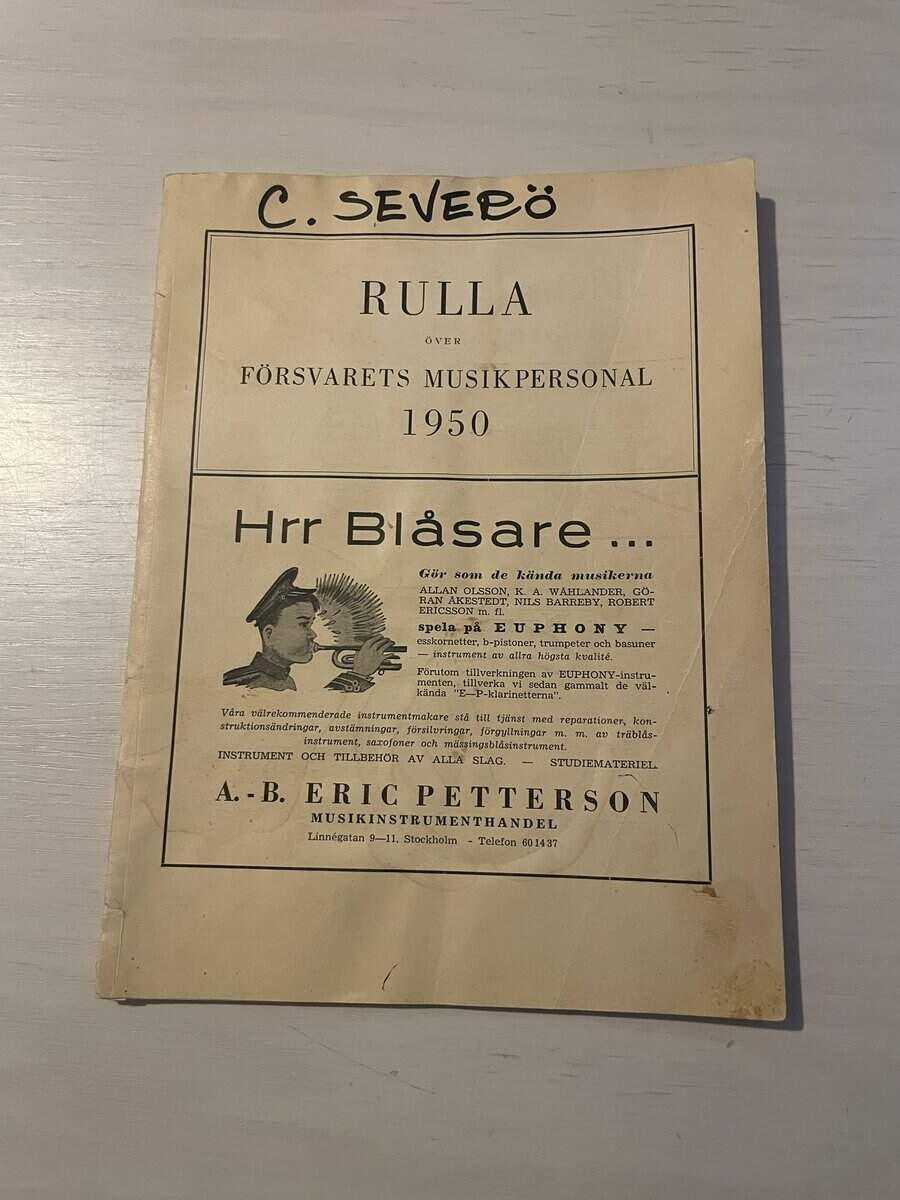 C. SEVERÖ
RULLA
ÖVER
FÖRSVARETS MUSIKPERSONAL
1950
Hrr Blåsare ...
Gör som de kända musikerna
ALLAN OLSSON, K. A. WÅHLANDER, GÖ-
RAN ÅKESTEDT, NILS BARREBY, ROBERT
ERICSSON m. fl.
spela på EUPHONY —
esskornetter, b-pistoner, trumpeter och basuner
— instrument av allra högsta kvalité.
Förutom tillverkningen av EUPHONY-instru-
menten, tillverka vi sedan gammalt de väl-
kända "E—P-klarinetterna".
Våra välrekommenderade instrumentmakare stå till tjänst med reparationer, kon-
struktionsändringar, avstämningar, försilvringar, förgyllningar m. m. av träblås-
instrument, saxofoner och mässingsblåsinstrument.
INSTRUMENT OCH TILLBEHÖR AV ALLA SLAG. — STUDIEMATERIEL.
A.-B. ERIC PETTERSON
MUSIKINSTRUMENTHANDEL
Linnégatan 9—11, Stockholm - Telefon 60 14 37